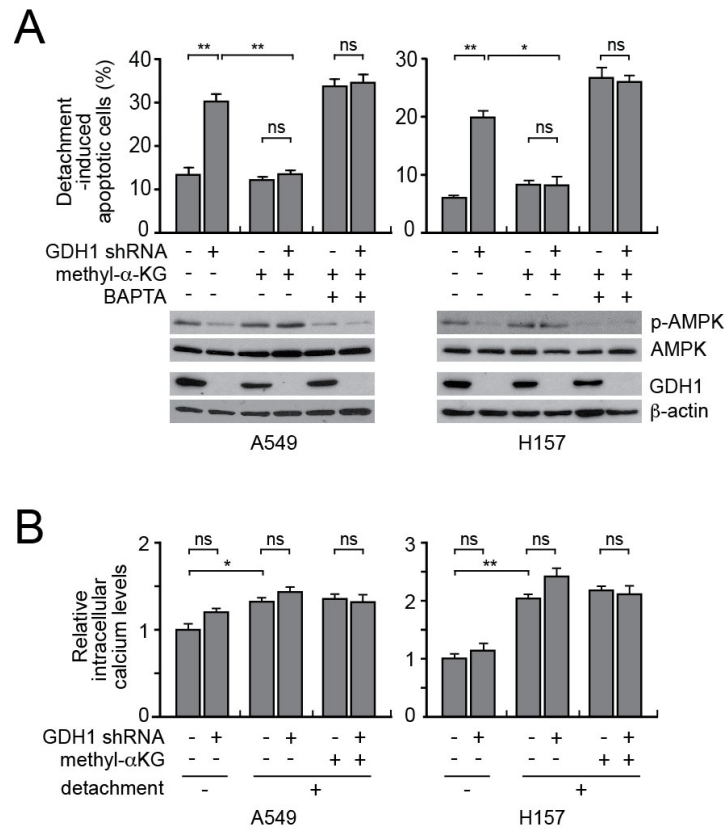 A
Detachment
-induced
apoptotic cells (%)
40
30
20
10
0
** **
ns
ns
30
20
10
0
** *
ns
ns
GDH1 shRNA - + - + - + - + - + - +
methyl-α-KG - - + + + + - - + + + +
BAPTA - - - - + + - - - - + +
p-AMPK
AMPK
GDH1
β-actin
A549 H157
B
Relative
intracellular
calcium levels
2
1
0
ns ns ns
*
3
2
1
0
ns ns ns
**
GDH1 shRNA - + - + - + - + - + - +
methyl-αKG - - - - + + - - - - + +
detachment - + - +
A549 H157